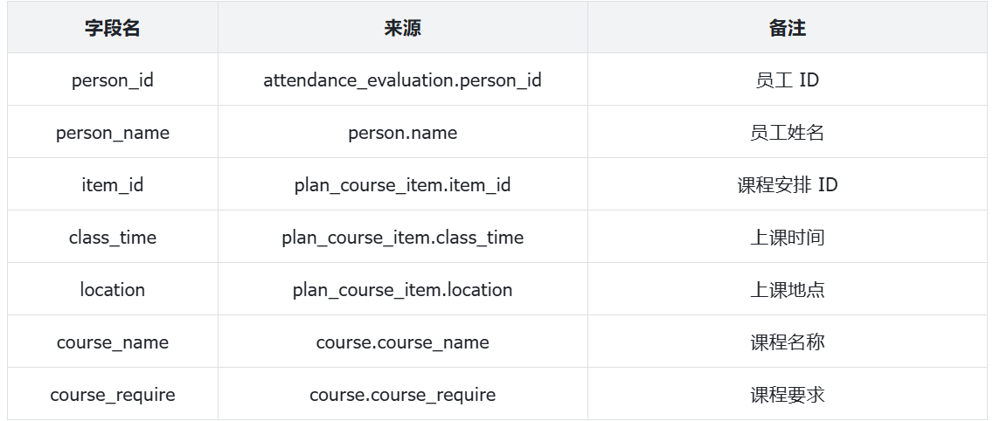 字段名 来源 备注
person_id attendance_evaluation.person_id 员工 ID
person_name person.name 员工姓名
item_id plan_course_item.item_id 课程安排 ID
class_time plan_course_item.class_time 上课时间
location plan_course_item.location 上课地点
course_name course.course_name 课程名称
course_require course.course_require 课程要求